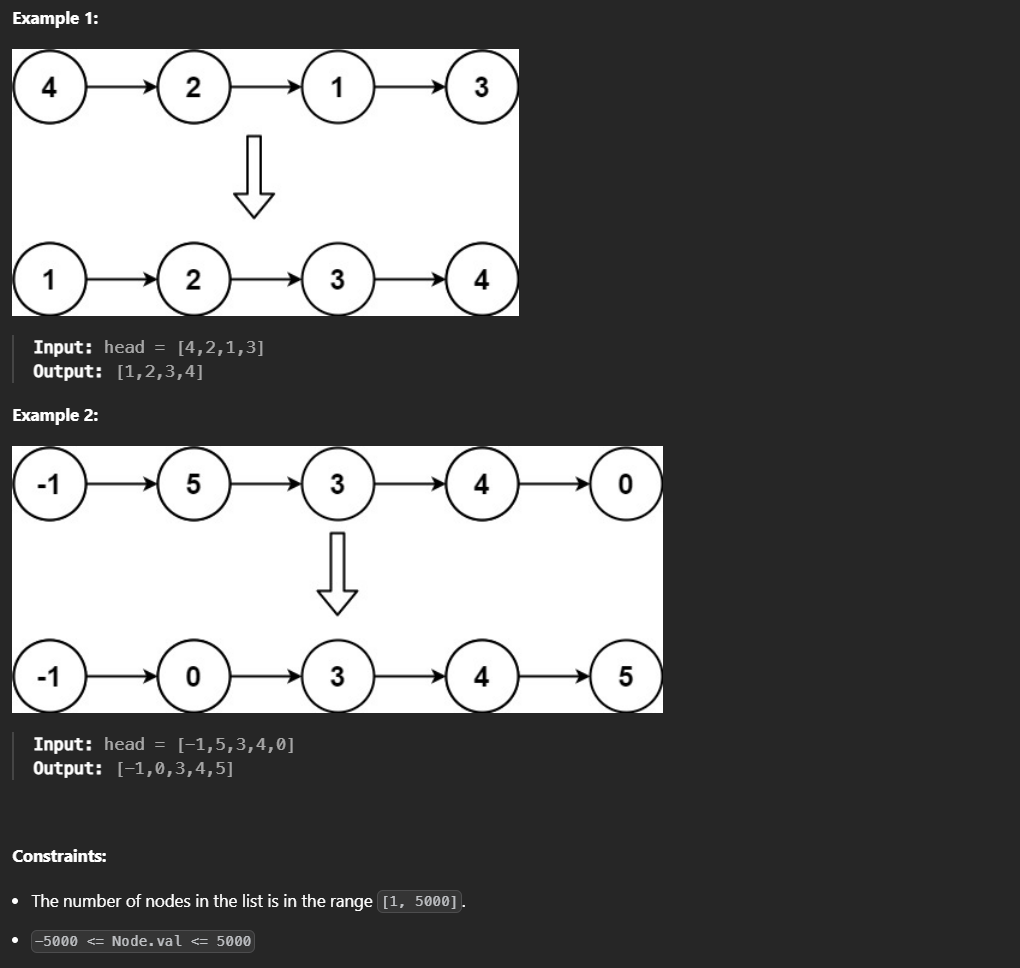 Example 1:
4 2 1 3
1 2 3 4
Input: head = [4,2,1,3]
Output: [1,2,3,4]
Example 2:
-1 5 3 4 0
-1 0 3 4 5
Input: head = [-1,5,3,4,0]
Output: [-1,0,3,4,5]
Constraints:
• The number of nodes in the list is in the range [1, 5000].
• -5000 <= Node.val <= 5000